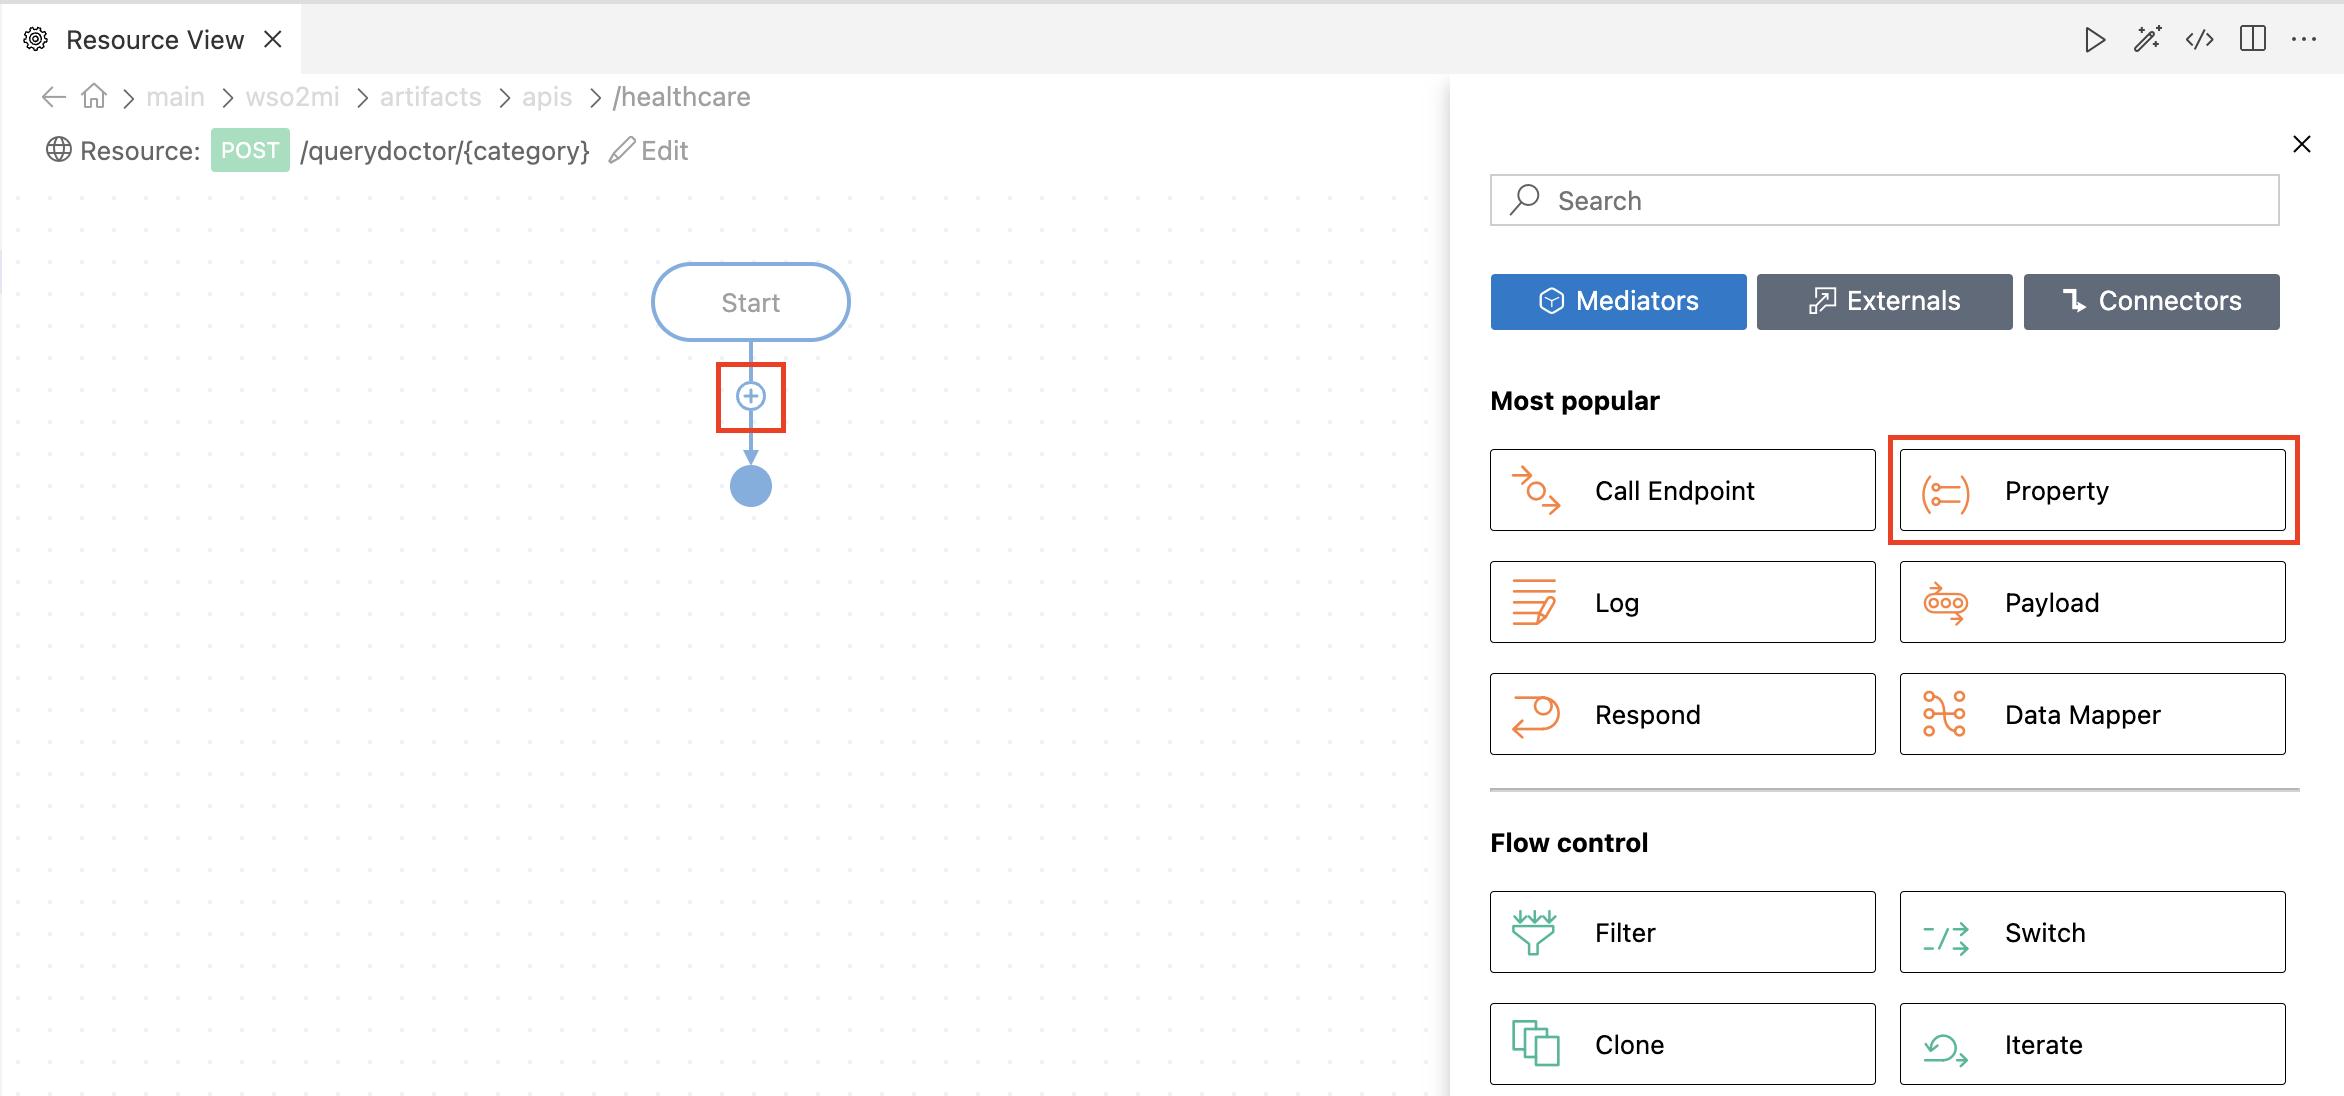 Resource View
main > wso2mi > artifacts > apis > /healthcare
Resource: POST /querydoctor/{category} Edit
Start
Search
Mediators Externals Connectors
Most popular
Call Endpoint Property
Log Payload
Respond Data Mapper
Flow control
Filter Switch
Clone Iterate